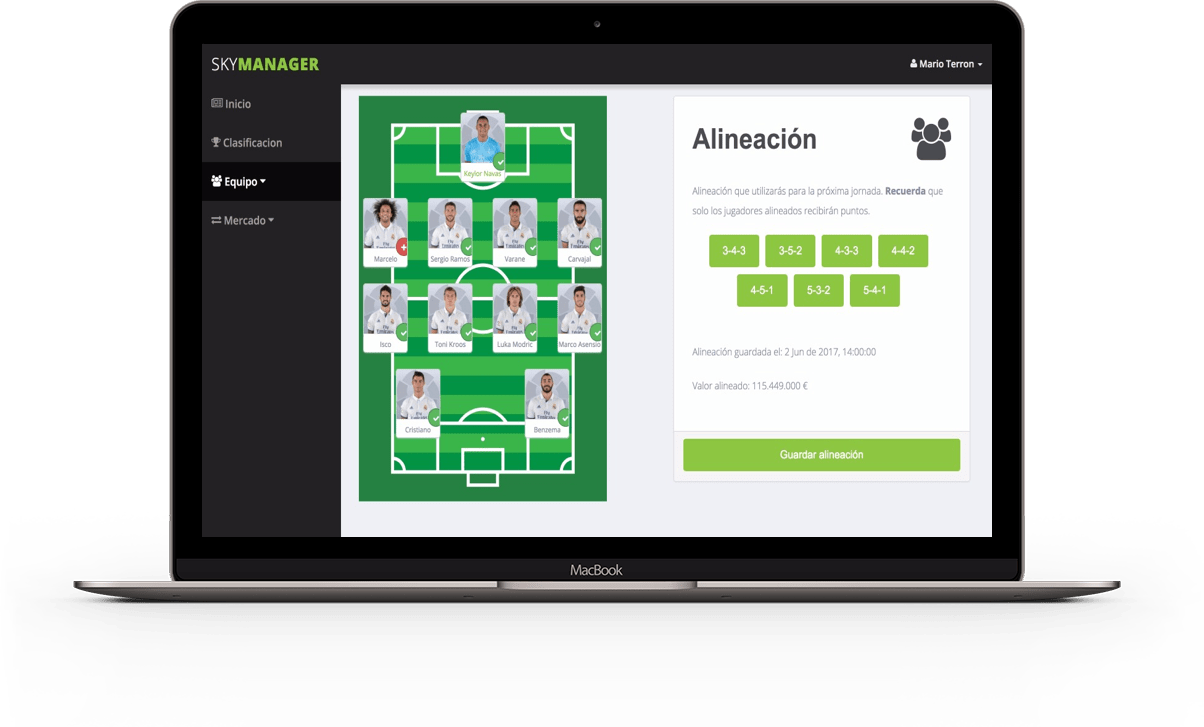 SKYMANAGER
Mario Terron
Inicio
Clasificacion
Equipo
Mercado
Keylor Navas
Marcelo
Sergio Ramos
Varane
Carvajal
Isco
Toni Kroos
Luka Modric
Marco Asensio
Cristiano
Benzema
Alineación
Alineación que utilizarás para la próxima jornada. Recuerda que
solo los jugadores alineados recibirán puntos.
3-4-3 3-5-2 4-3-3 4-4-2
4-5-1 5-3-2 5-4-1
Alineación guardada el: 2 Jun de 2017, 14:00:00
Valor alineado: 115.449.000 €
Guardar alineación
MacBook